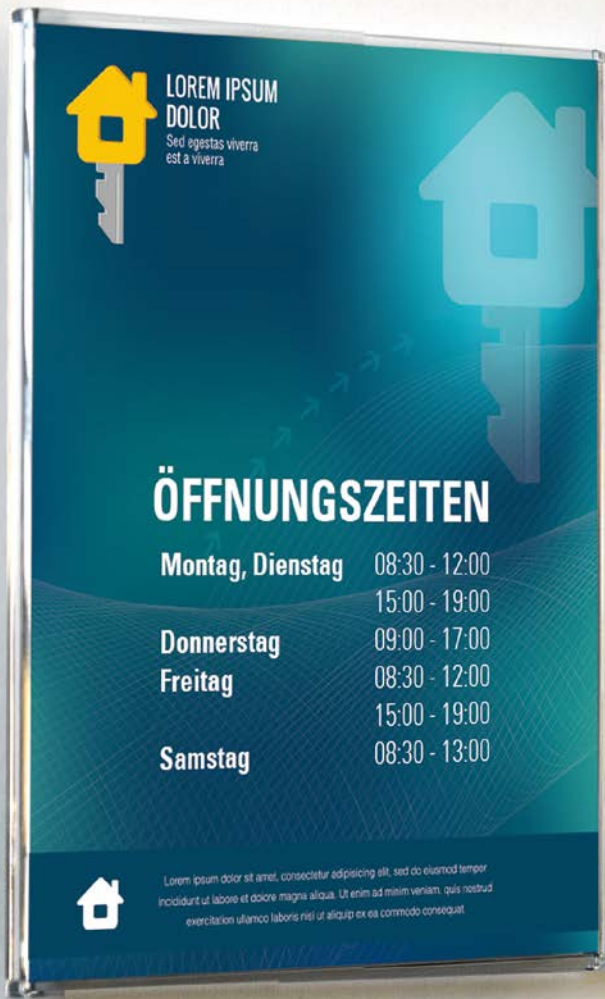 LOREM IPSUM
DOLOR
Sed egestas viverra
est a viverra
ÖFFNUNGSZEITEN
Montag, Dienstag 08:30 - 12:00
15:00 - 19:00
Donnerstag 09:00 - 17:00
Freitag 08:30 - 12:00
15:00 - 19:00
Samstag 08:30 - 13:00
Lorem ipsum dolor sit amet, consectetur adipisicing elit, sed do eiusmod tempor
incididunt ut labore et dolore magna aliqua. Ut enim ad minim veniam, quis nostrud
exercitation ullamco laboris nisi ut aliquip ex ea commodo consequat